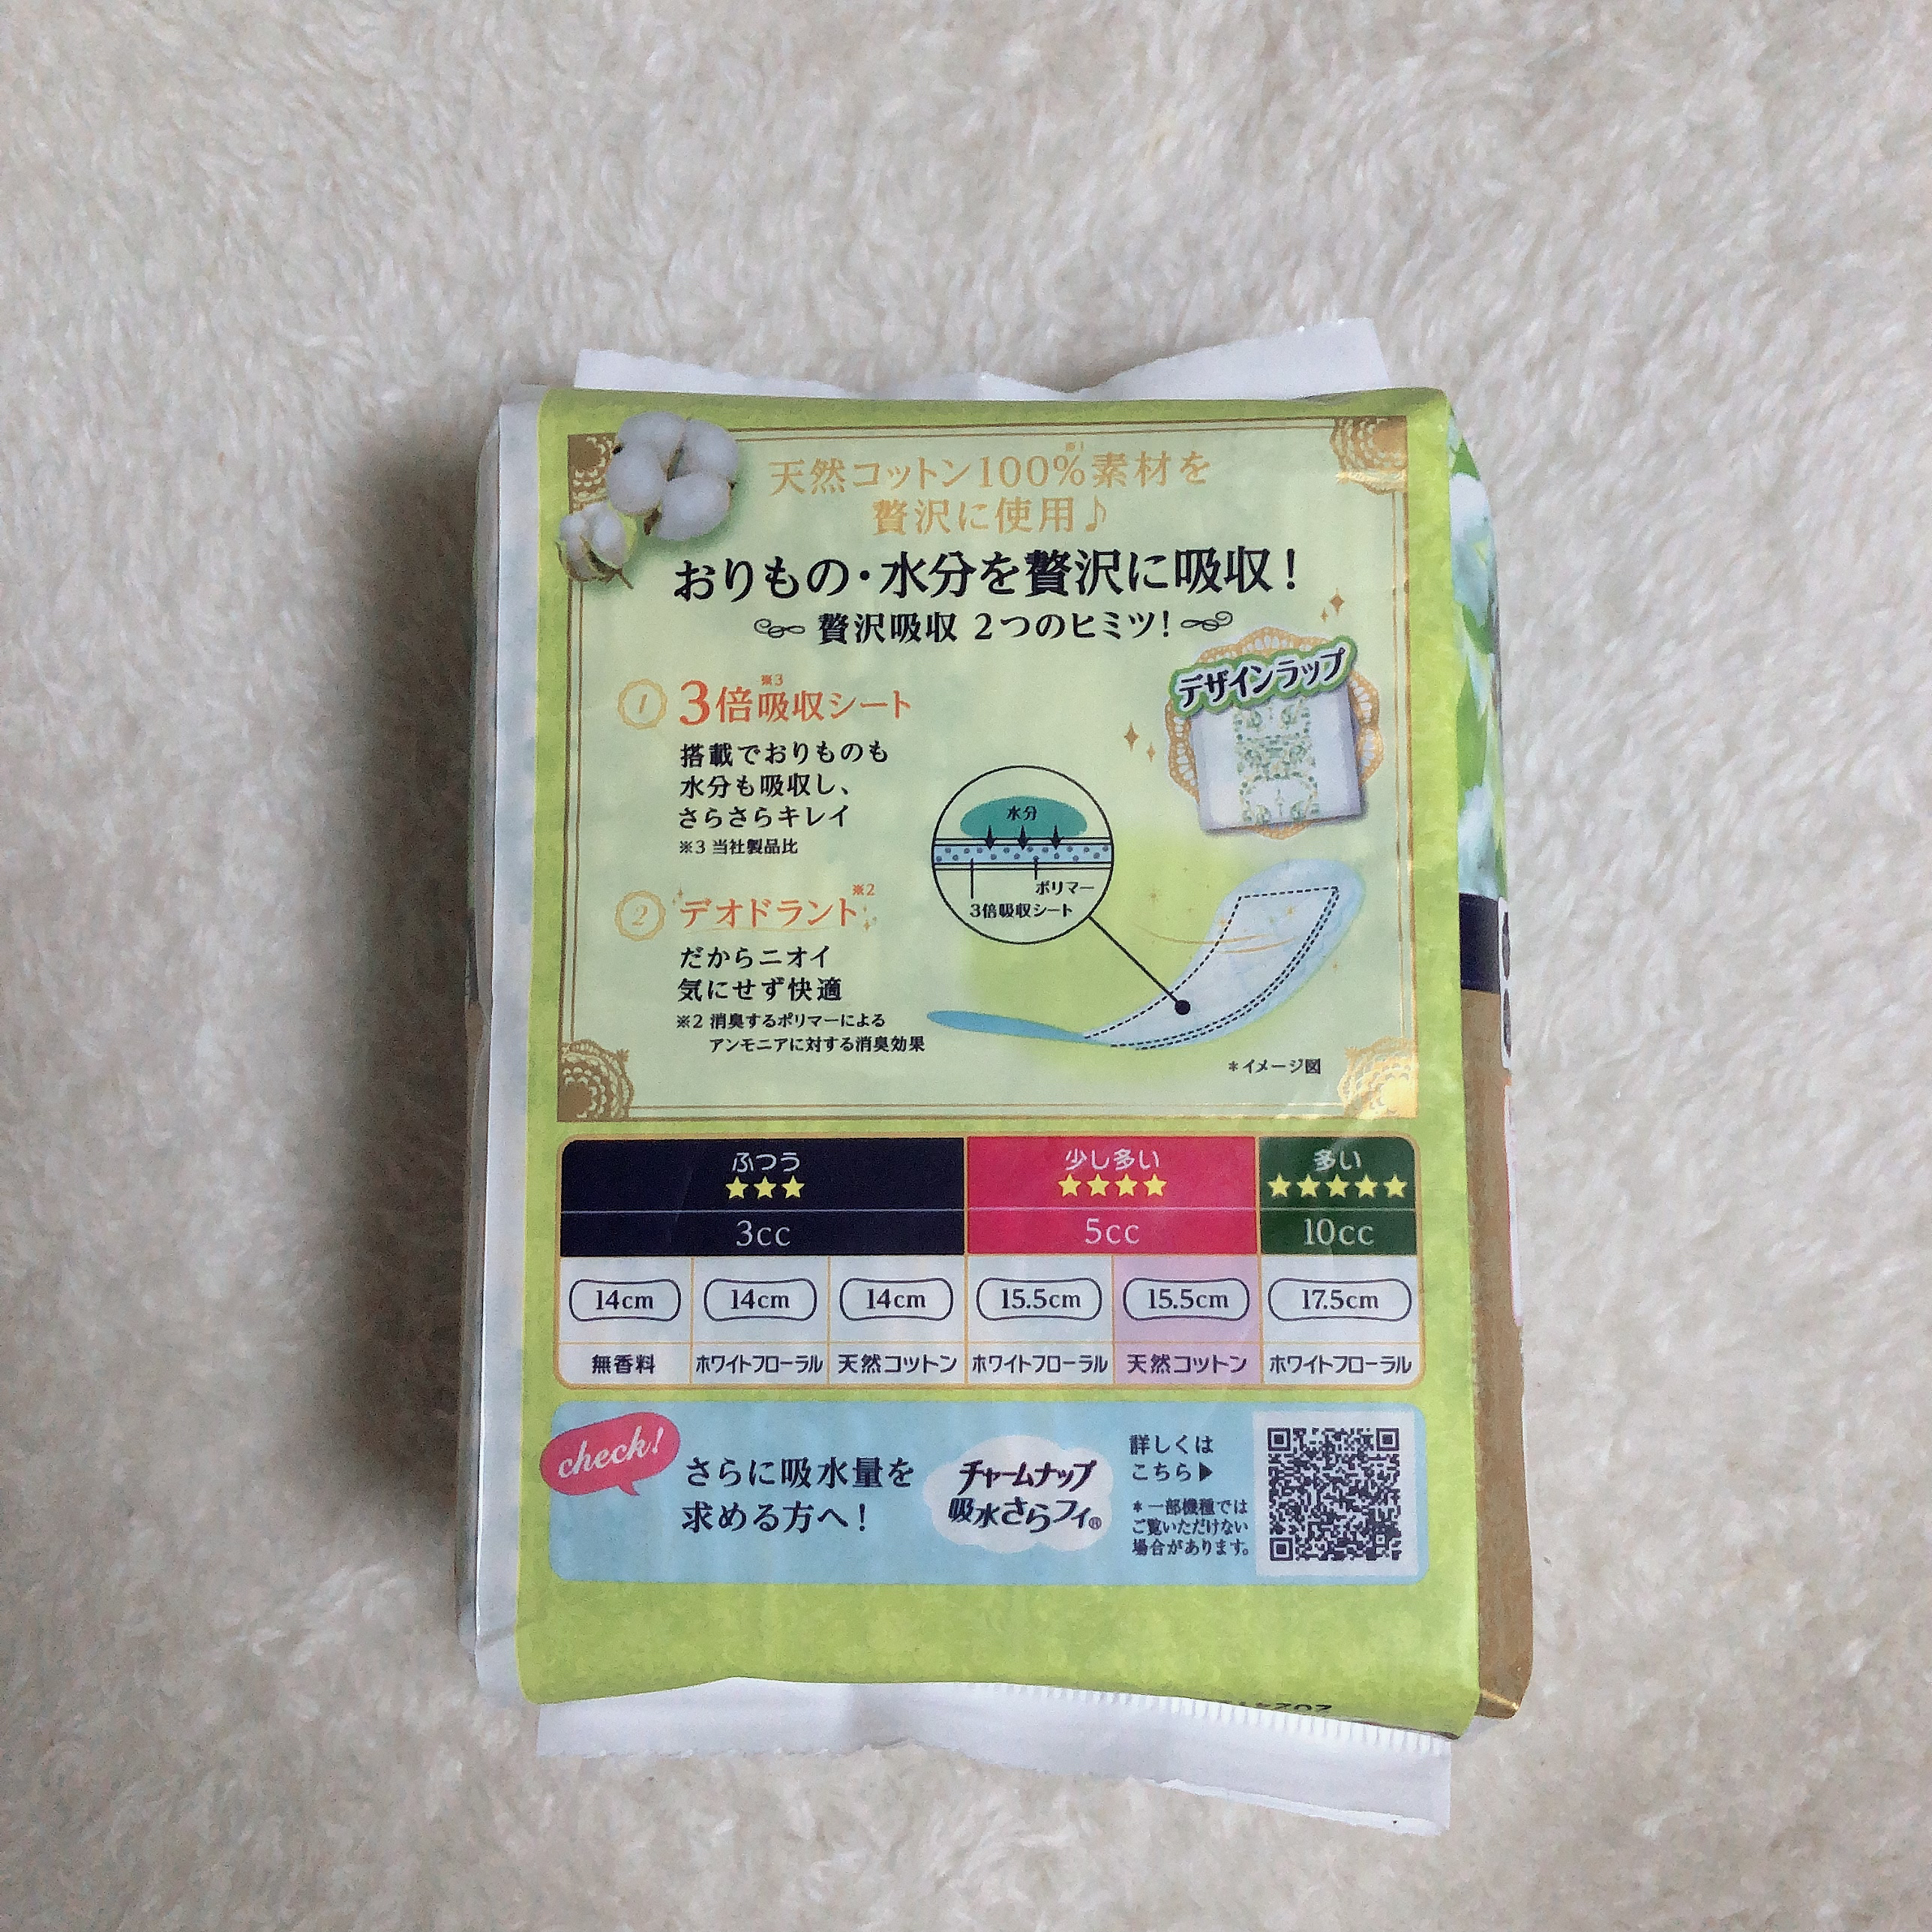 天然コットン100%※1素材を
贅沢に使用♪
おりもの・水分を贅沢に吸収!
贅沢吸収 2つのヒミツ!
デザインラップ
1 3倍吸収シート※3
搭載でおりものも
水分も吸収し、
さらさらキレイ
※3 当社製品比
水分
ポリマー
3倍吸収シート
2 デオドラント※2
だからニオイ
気にせず快適
※2 消臭するポリマーによる
アンモニアに対する消臭効果
*イメージ図
ふつう 少し多い 多い
★★★ ★★★★ ★★★★★
3cc 5cc 10cc
14cm 14cm 14cm 15.5cm 15.5cm 17.5cm
無香料 ホワイトフローラル 天然コットン ホワイトフローラル 天然コットン ホワイトフローラル
check!
さらに吸水量を
求める方へ!
チャームナップ
吸水さらフィ®
詳しくは
こちら▶
*一部機種では
ご覧いただけない
場合があります。